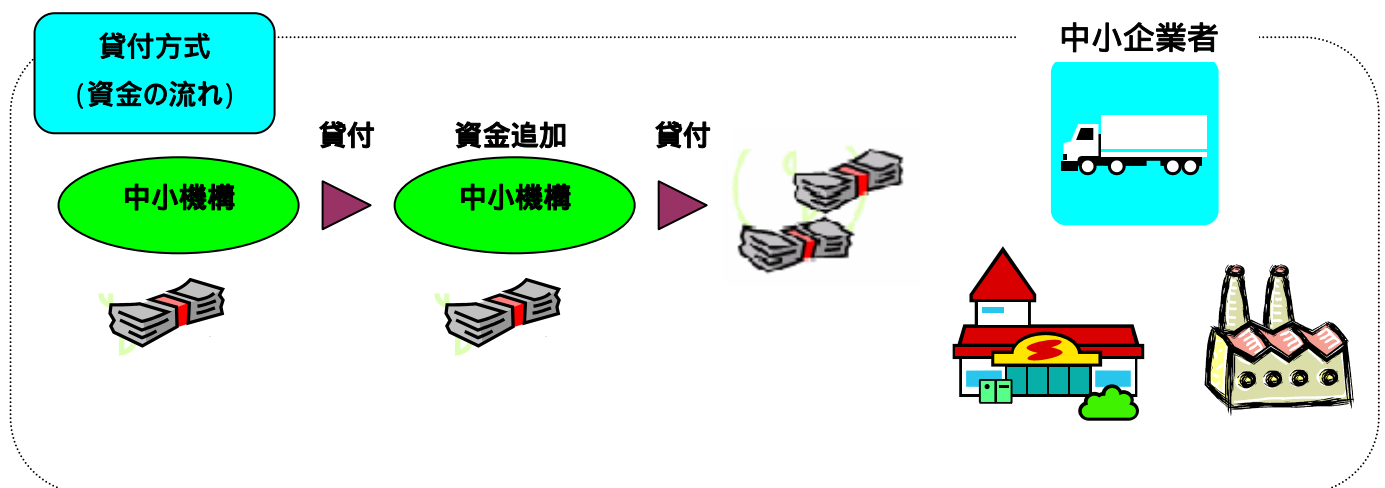 貸付方式
(資金の流れ)
中小企業者
貸付
資金追加
貸付
中小機構
中小機構